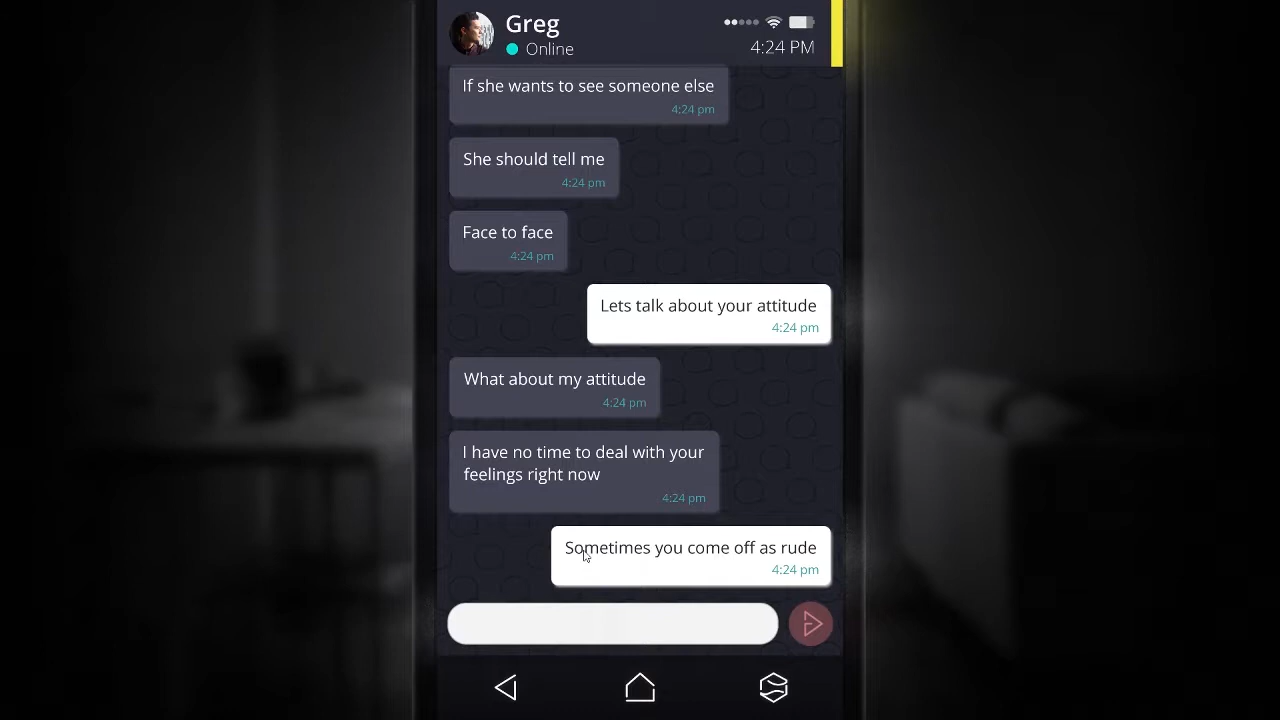 Greg
Online
4:24 PM
If she wants to see someone else
4:24 pm
She should tell me
4:24 pm
Face to face
4:24 pm
Lets talk about your attitude
4:24 pm
What about my attitude
4:24 pm
I have no time to deal with your
feelings right now
4:24 pm
Sometimes you come off as rude
4:24 pm